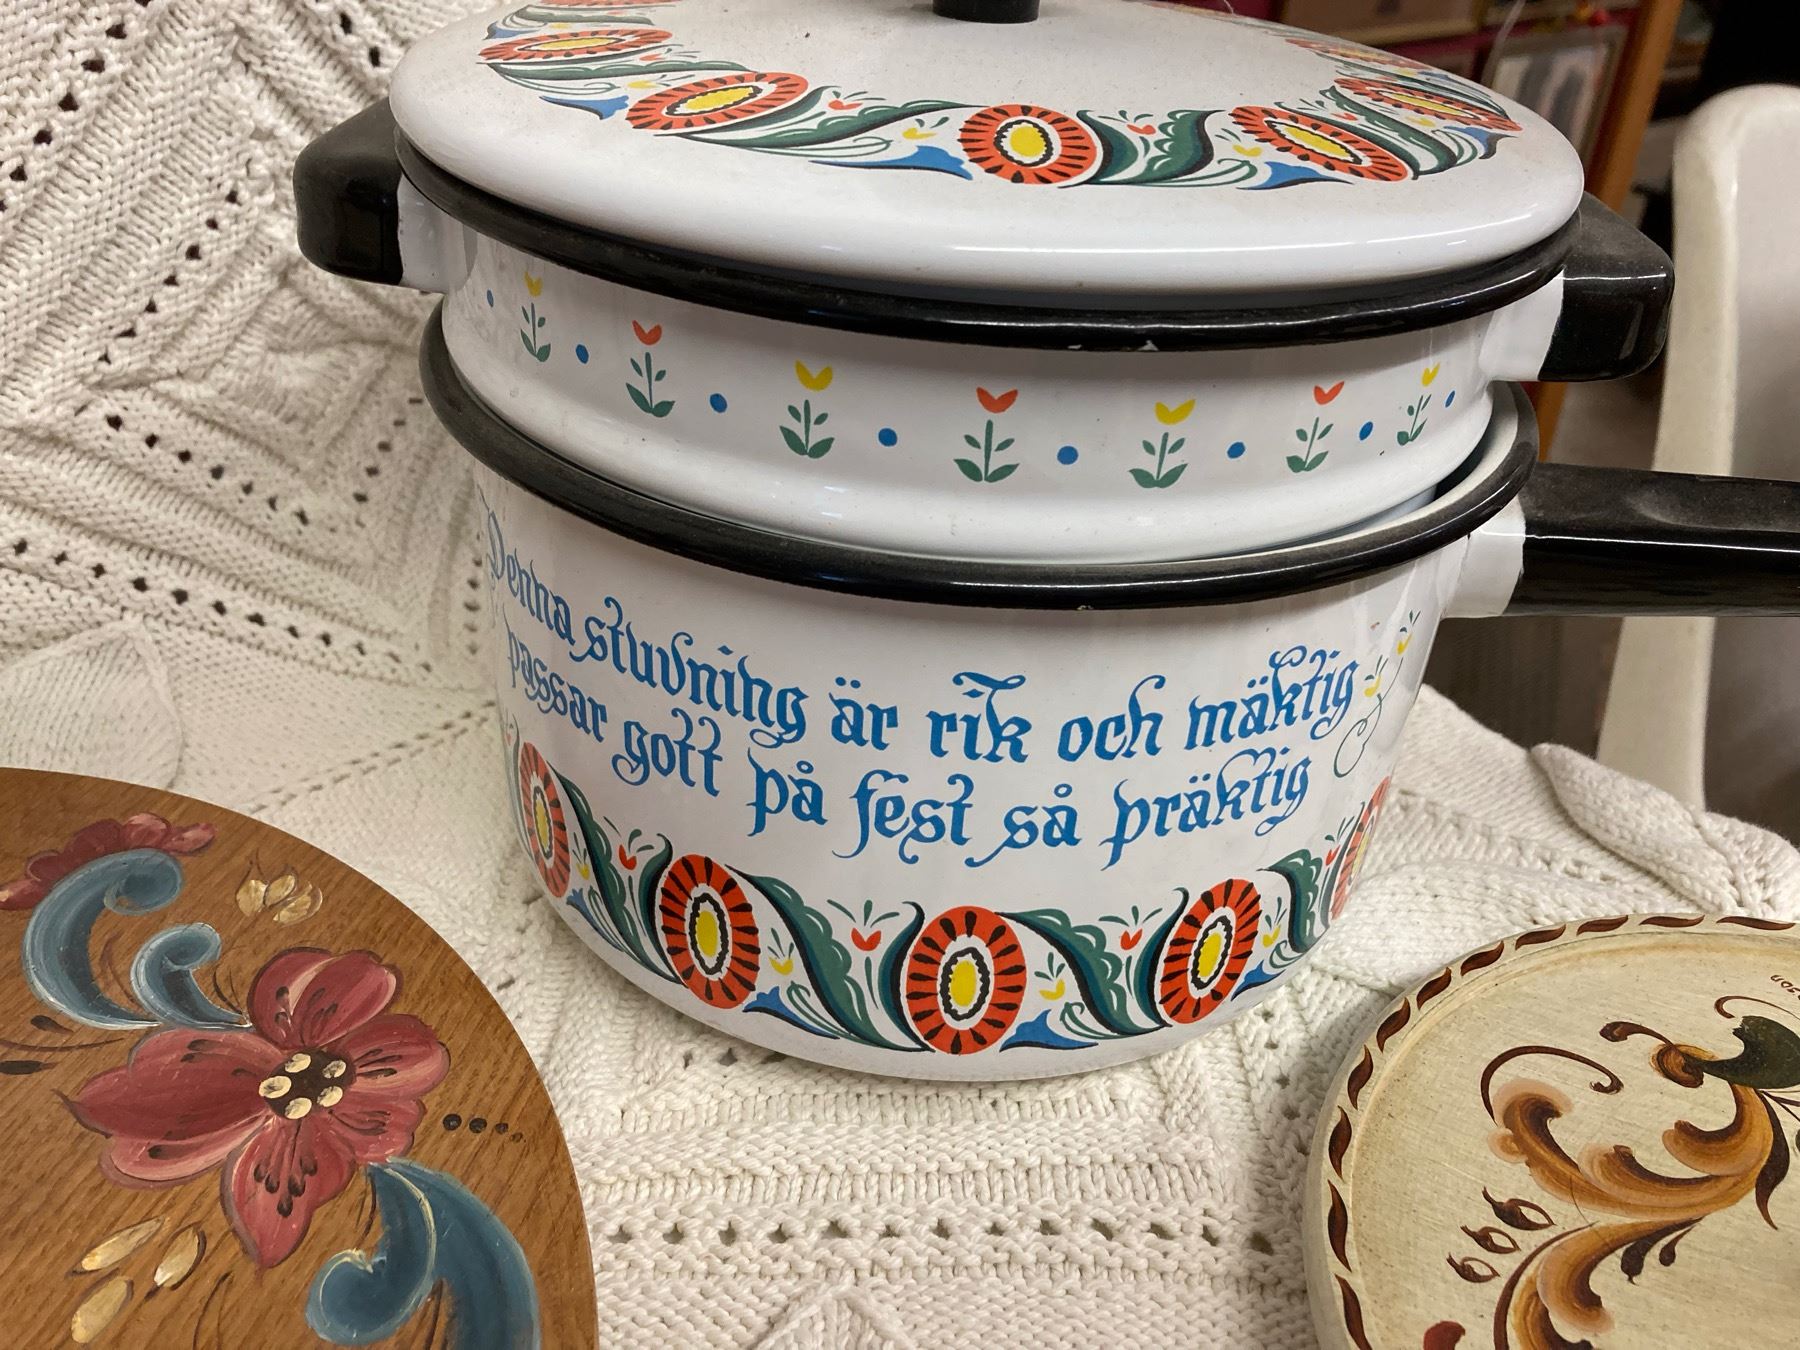 Denna stuvning är rik och mäktig
passar gott på fest så präktig